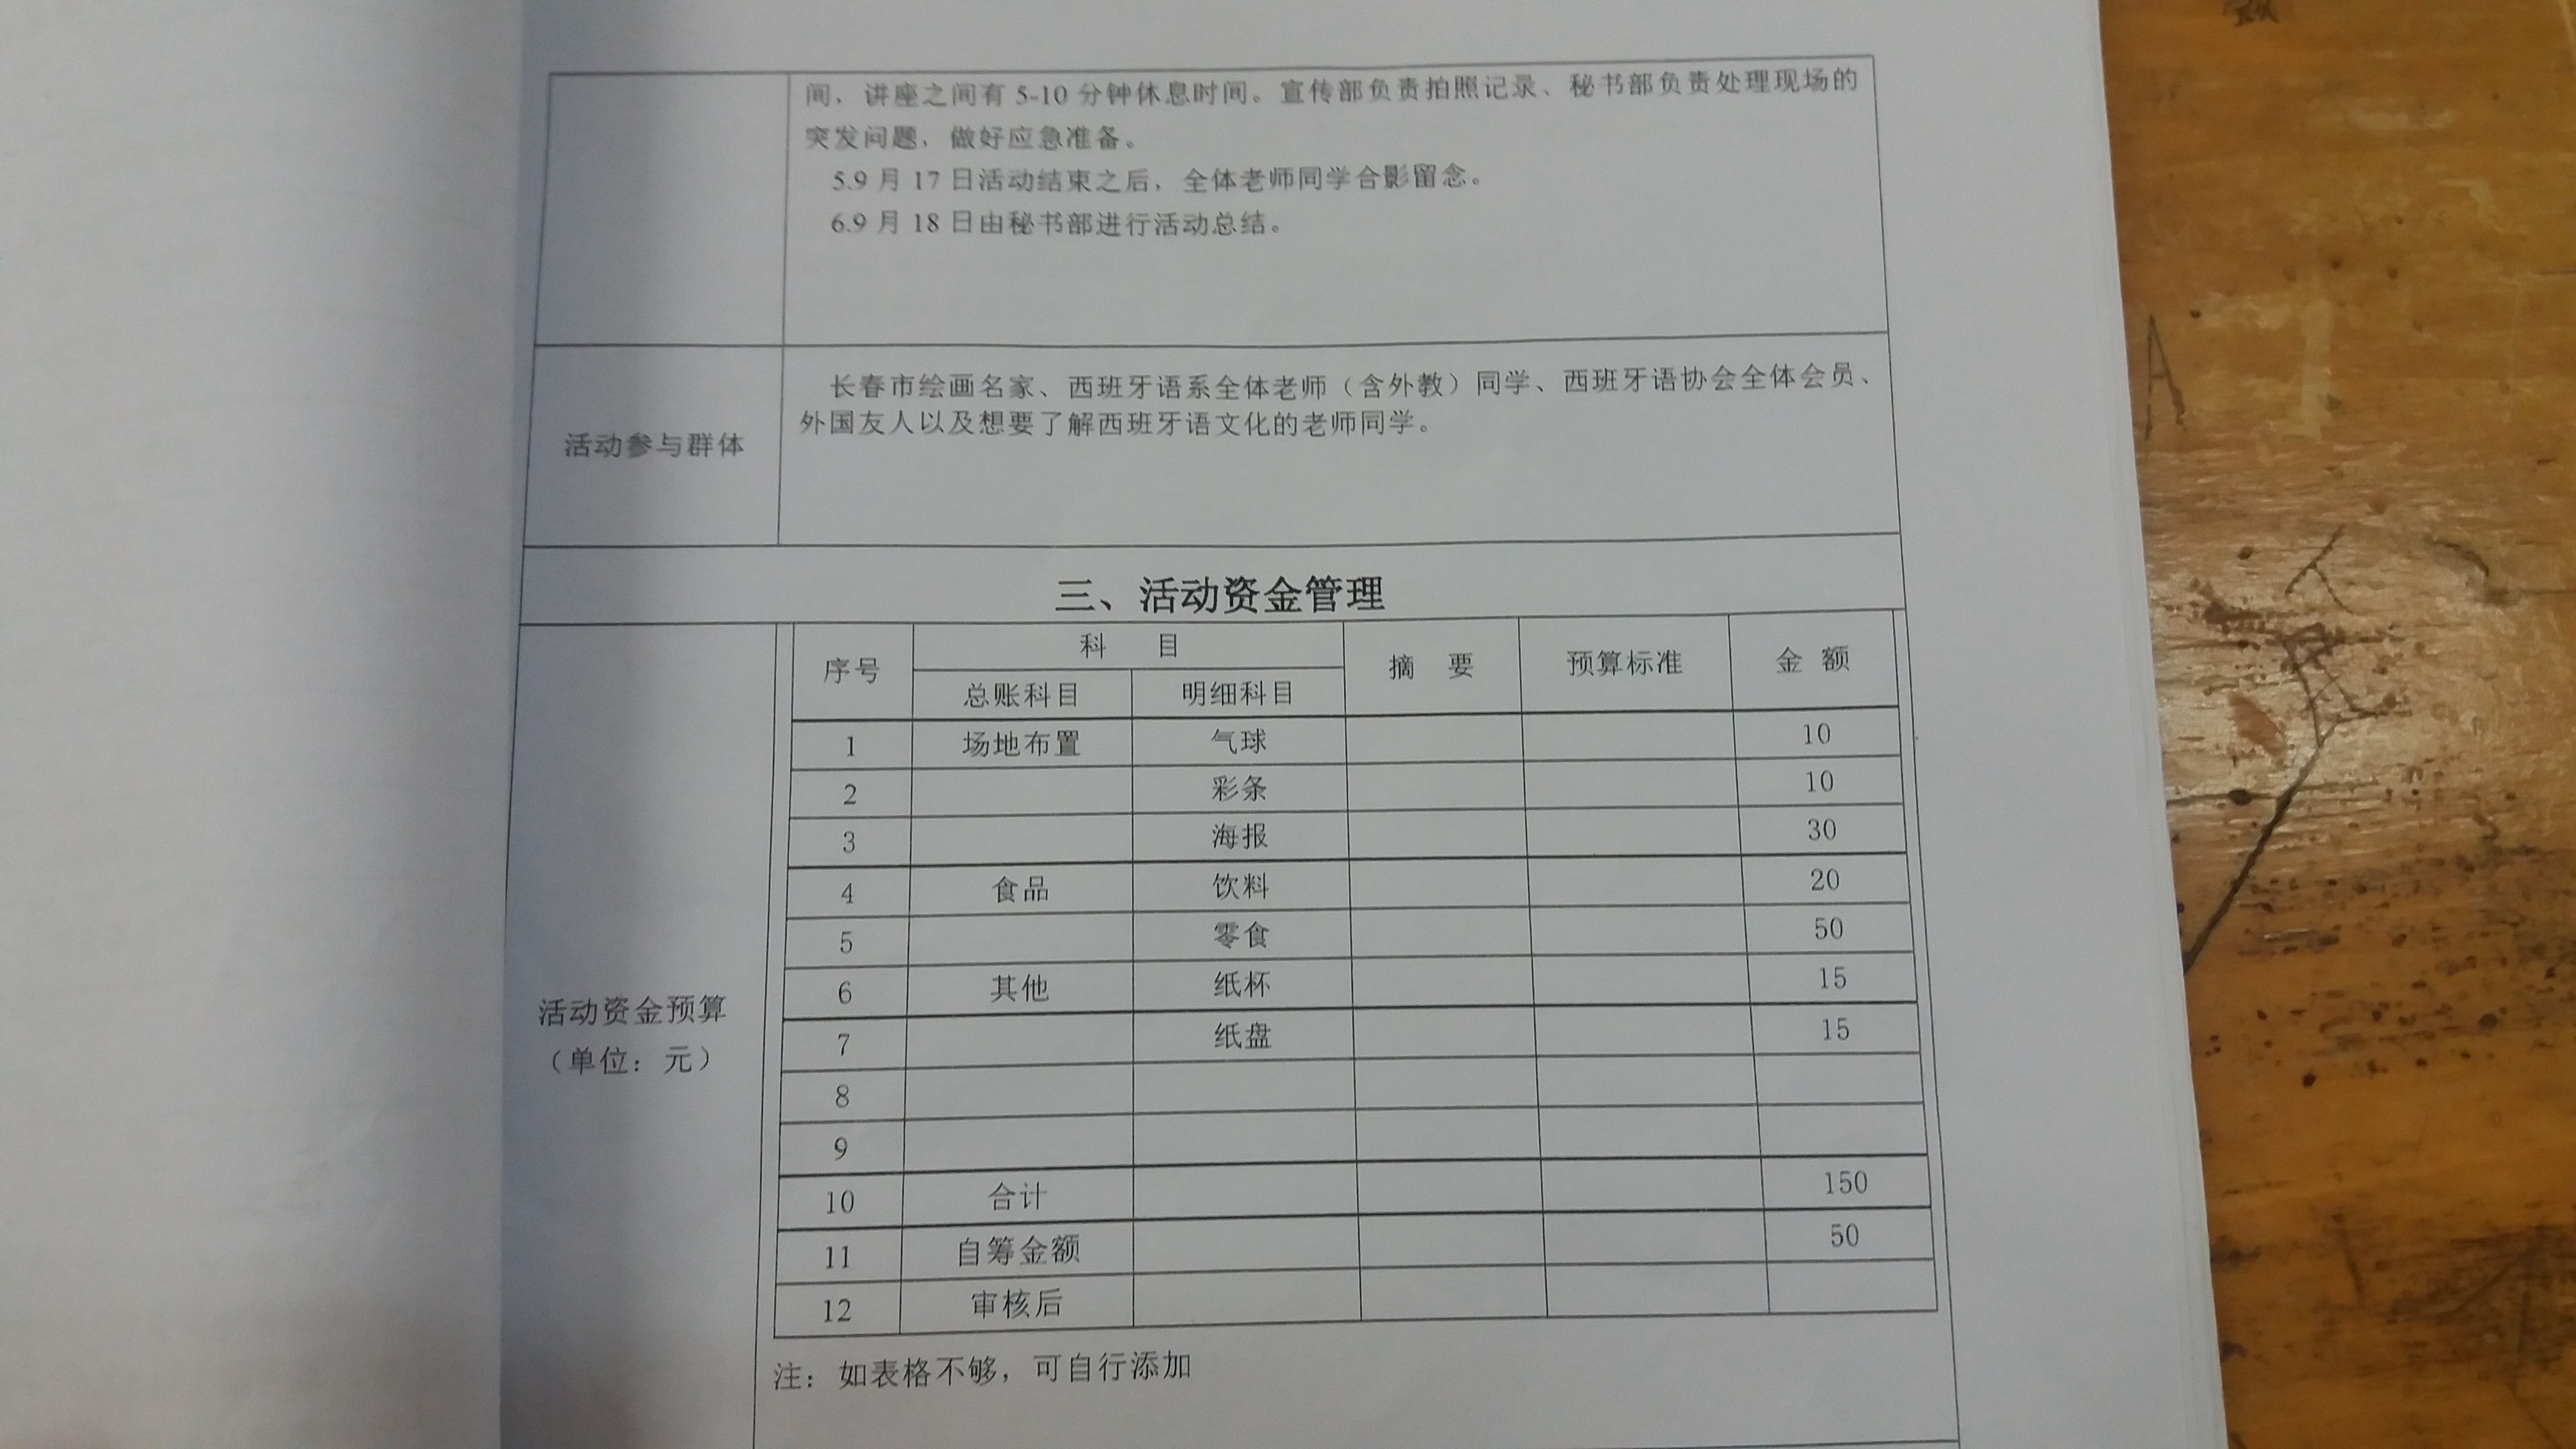 间，讲座之间有 5-10 分钟休息时间。宣传部负责拍照记录、秘书部负责处理现场的
突发问题，做好应急准备。
5.9 月 17 日活动结束之后，全体老师同学合影留念。
6.9 月 18 日由秘书部进行活动总结。
活动参与群体
长春市绘画名家、西班牙语系全体老师（含外教）同学、西班牙语协会全体会员、
外国友人以及想要了解西班牙语文化的老师同学。
三、活动资金管理
活动资金预算
（单位：元）
序号 科 目 摘 要 预算标准 金 额
总账科目 明细科目
1 场地布置 气球 10
2 彩条 10
3 海报 30
4 食品 饮料 20
5 零食 50
6 其他 纸杯 15
7 纸盘 15
8
9
10 合计 150
11 自筹金额 50
12 审核后
注：如表格不够，可自行添加